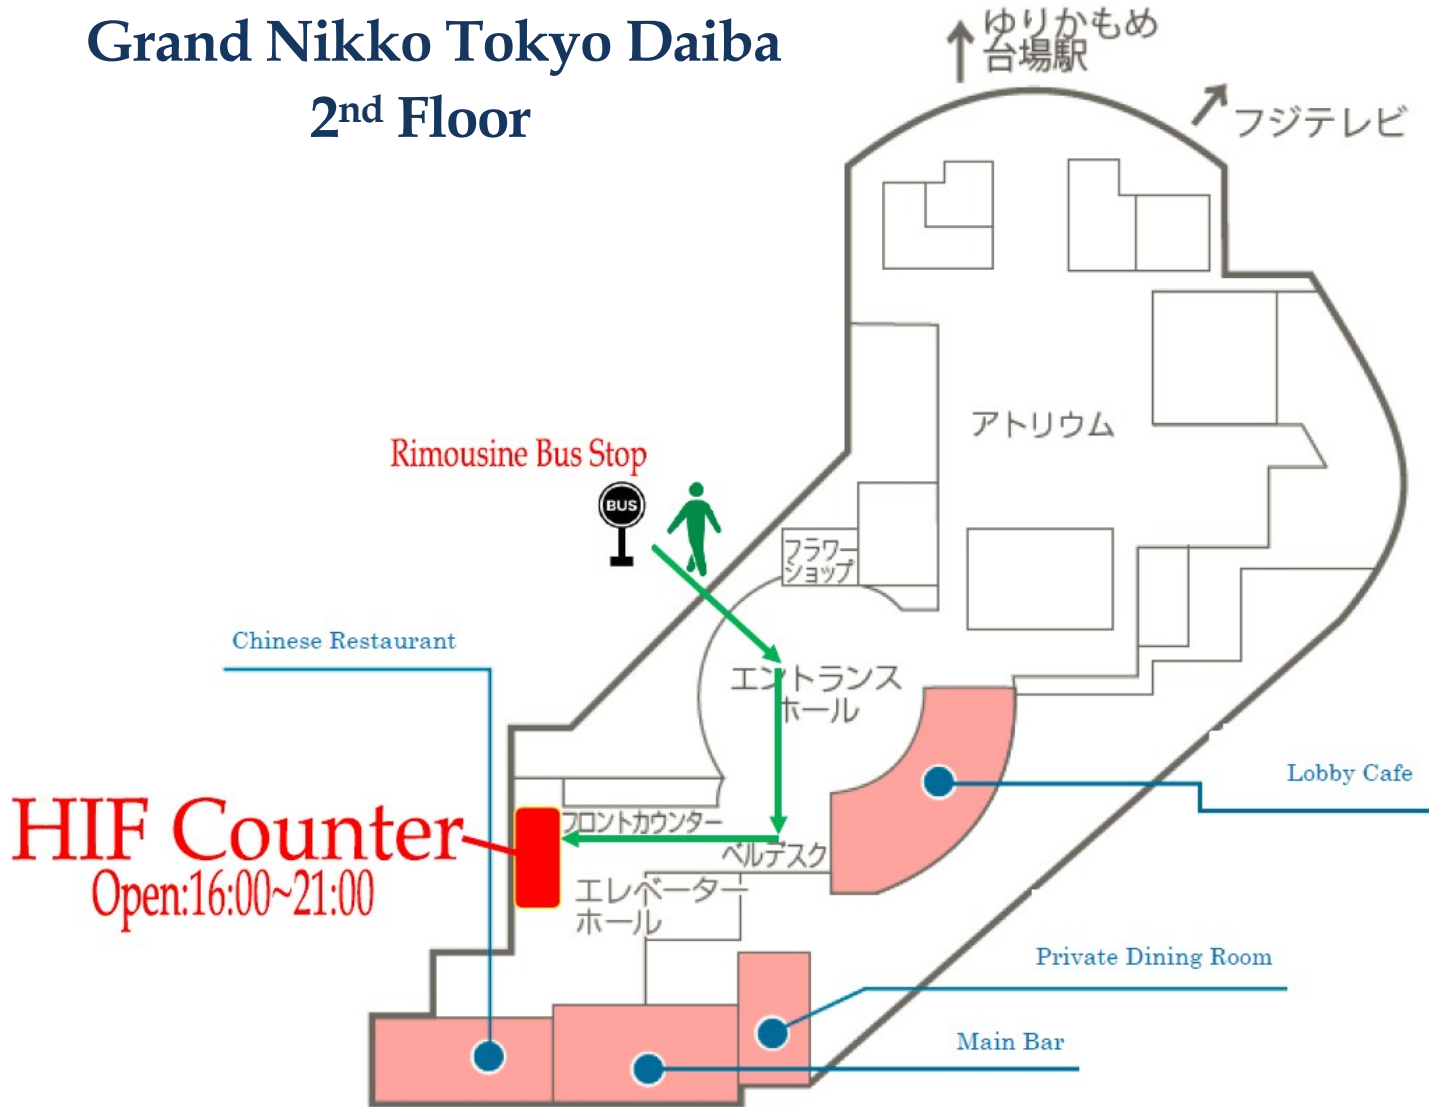 Grand Nikko Tokyo Daiba
2nd Floor
ゆりかもめ
台場駅
フジテレビ
アトリウム
Rimousine Bus Stop
BUS
フラワー
ショップ
Chinese Restaurant
エントランス
ホール
Lobby Cafe
HIF Counter
Open:16:00~21:00
フロントカウンター
ベルデスク
エレベーター
ホール
Private Dining Room
Main Bar